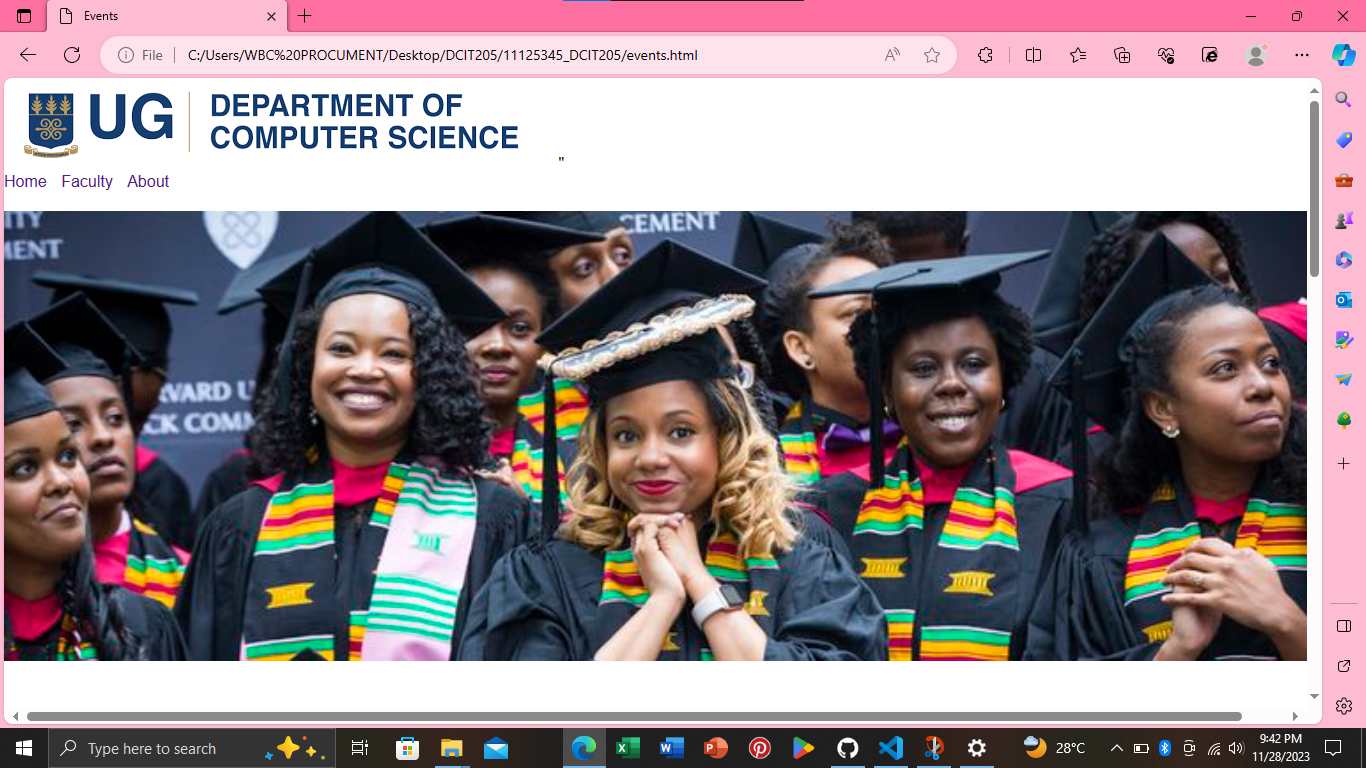 Events
File
C:/Users/WBC%20PROCUMENT/Desktop/DCIT205/11125345_DCIT205/events.html
UG
DEPARTMENT OF
COMPUTER SCIENCE
"
Home Faculty About
ITY
MENT
CEMENT
RVARD U
CK COMM
Type here to search
28°C
9:42 PM
11/28/2023